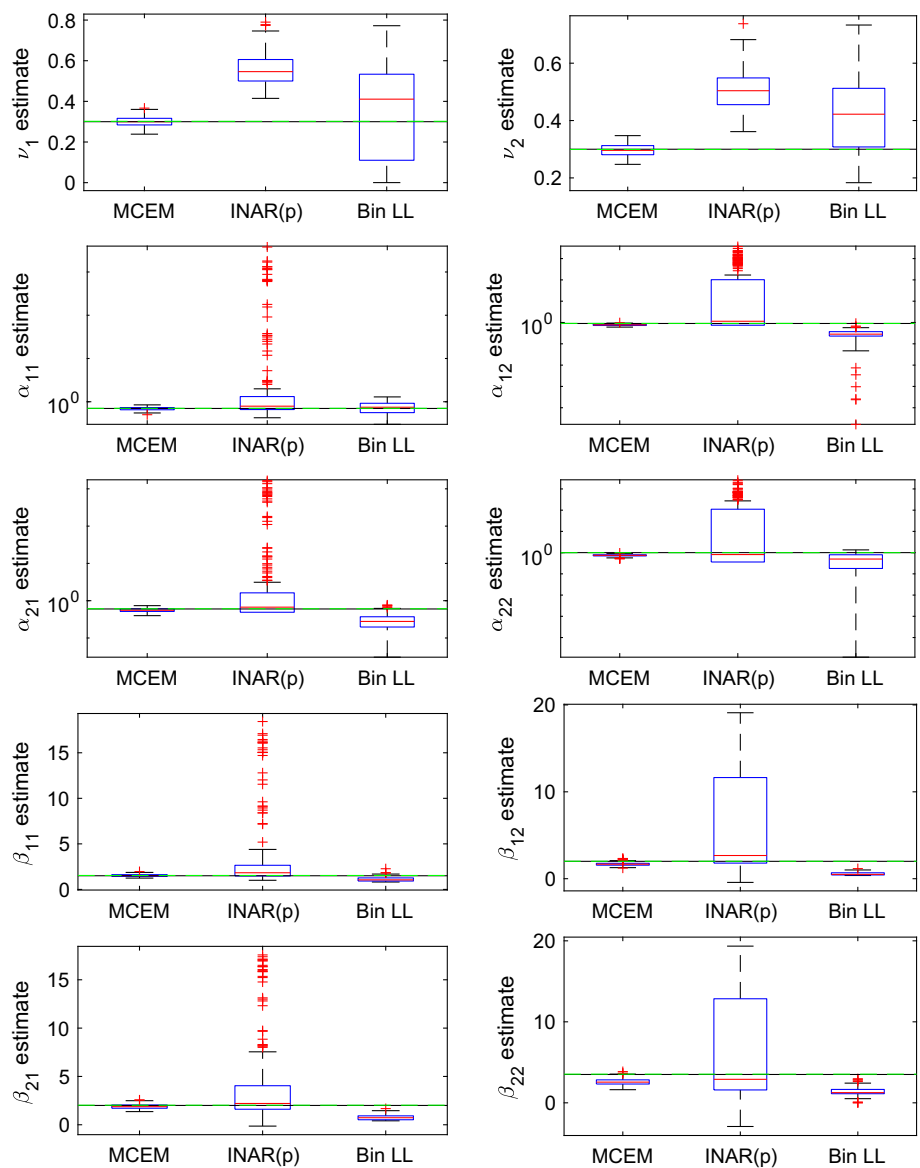 ν1 estimate
0.8
0.6
0.4
0.2
0
MCEM INAR(p) Bin LL
ν2 estimate
0.6
0.4
0.2
MCEM INAR(p) Bin LL
α11 estimate
10^0
MCEM INAR(p) Bin LL
α12 estimate
10^0
MCEM INAR(p) Bin LL
α21 estimate
10^0
MCEM INAR(p) Bin LL
α22 estimate
10^0
MCEM INAR(p) Bin LL
β11 estimate
15
10
5
0
MCEM INAR(p) Bin LL
β12 estimate
20
10
0
MCEM INAR(p) Bin LL
β21 estimate
15
10
5
0
MCEM INAR(p) Bin LL
β22 estimate
20
10
0
MCEM INAR(p) Bin LL